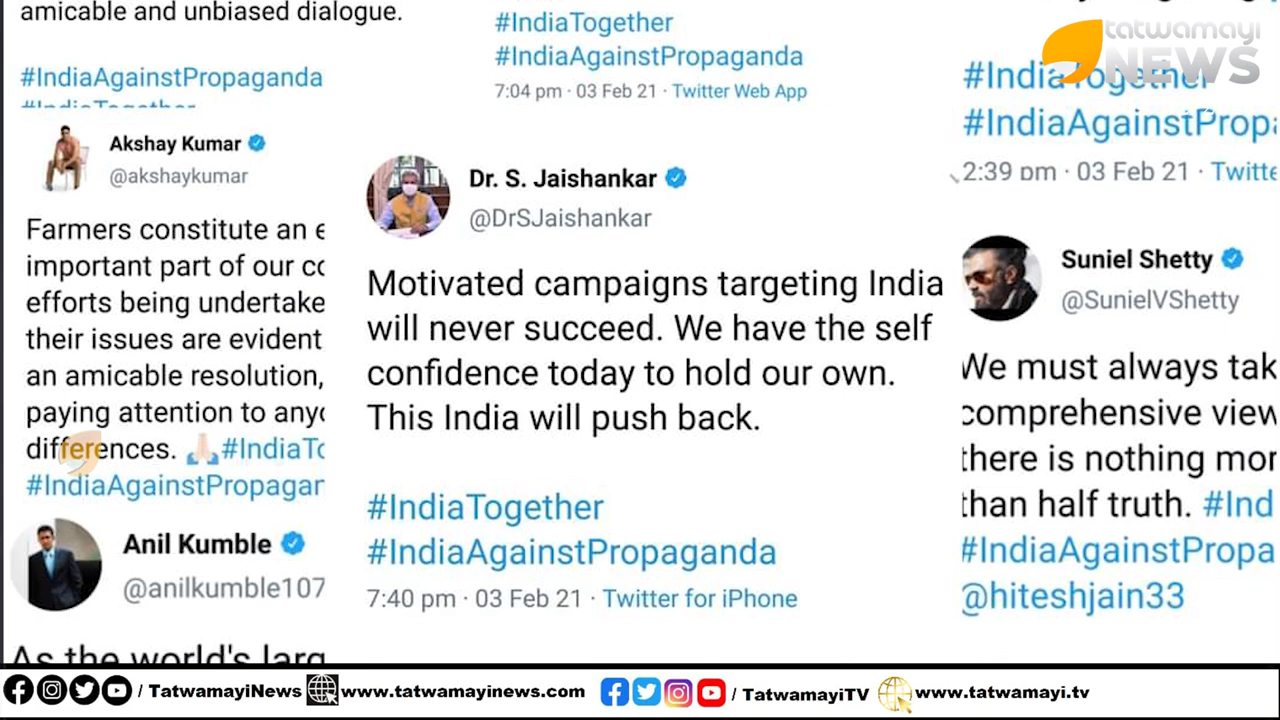 amicable and unbiased dialogue.
#IndiaAgainstPropaganda
#IndiaTogether
Akshay Kumar
@akshaykumar
Farmers constitute an e
important part of our co
efforts being undertake
their issues are evident
an amicable resolution,
paying attention to anyo
differences. 🙏🏻 #IndiaTo
#IndiaAgainstPropagan
Anil Kumble
@anilkumble107
As the world's larg
#IndiaTogether
#IndiaAgainstPropaganda
7:04 pm · 03 Feb 21 · Twitter Web App
Dr. S. Jaishankar
@DrSJaishankar
Motivated campaigns targeting India
will never succeed. We have the self
confidence today to hold our own.
This India will push back.
#IndiaTogether
#IndiaAgainstPropaganda
7:40 pm · 03 Feb 21 · Twitter for iPhone
tatwamayi
NEWS
#IndiaTogether
#IndiaAgainstPropa
2:39 pm · 03 Feb 21 · Twitte
Suniel Shetty
@SunielVShetty
We must always tak
comprehensive view
there is nothing mor
than half truth. #Ind
#IndiaAgainstPropa
@hiteshjain33
/ TatwamayiNews www.tatwamayinews.com / TatwamayiTV www.tatwamayi.tv